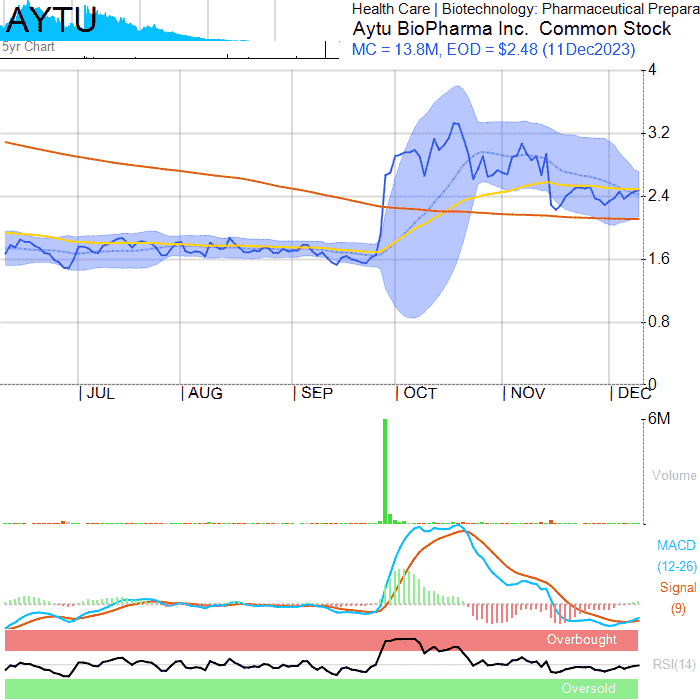 AYTU
5yr Chart
Health Care | Biotechnology: Pharmaceutical Prepara
Aytu BioPharma Inc. Common Stock
MC = 13.8M, EOD = $2.48 (11Dec2023)
4
3.2
2.4
1.6
0.8
0
| JUL | AUG | SEP | OCT | NOV | DEC
6M
Volume
MACD
(12-26)
Signal
(9)
Overbought
RSI(14)
Oversold